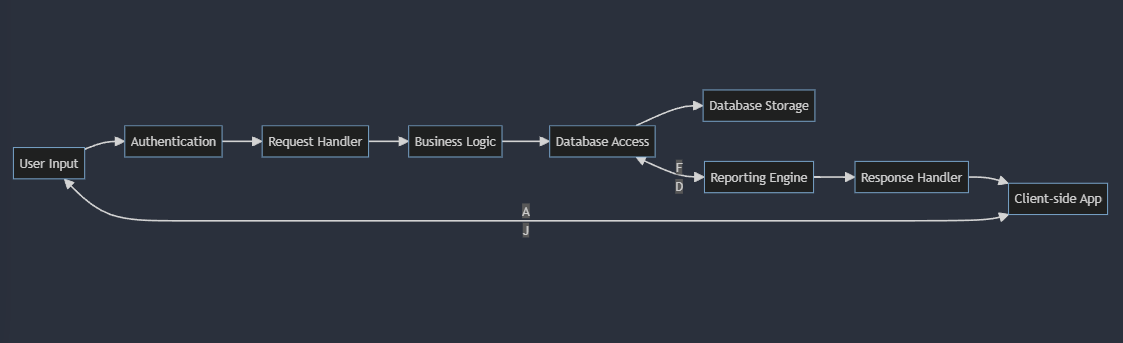 Database Storage
Authentication
Request Handler
Business Logic
Database Access
User Input
F
D
Reporting Engine
Response Handler
Client-side App
A
J